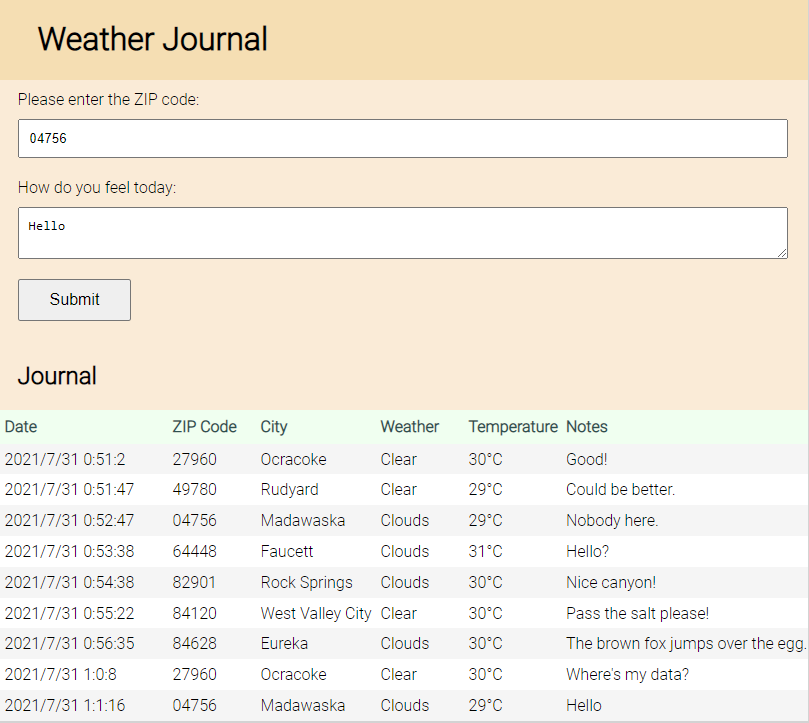 Weather Journal
Please enter the ZIP code:
04756
How do you feel today:
Hello
Submit
Journal
Date ZIP Code City Weather Temperature Notes
2021/7/31 0:51:2 27960 Ocracoke Clear 30°C Good!
2021/7/31 0:51:47 49780 Rudyard Clear 29°C Could be better.
2021/7/31 0:52:47 04756 Madawaska Clouds 29°C Nobody here.
2021/7/31 0:53:38 64448 Faucett Clouds 31°C Hello?
2021/7/31 0:54:38 82901 Rock Springs Clouds 30°C Nice canyon!
2021/7/31 0:55:22 84120 West Valley City Clear 30°C Pass the salt please!
2021/7/31 0:56:35 84628 Eureka Clouds 30°C The brown fox jumps over the egg.
2021/7/31 1:0:8 27960 Ocracoke Clear 30°C Where's my data?
2021/7/31 1:1:16 04756 Madawaska Clouds 29°C Hello